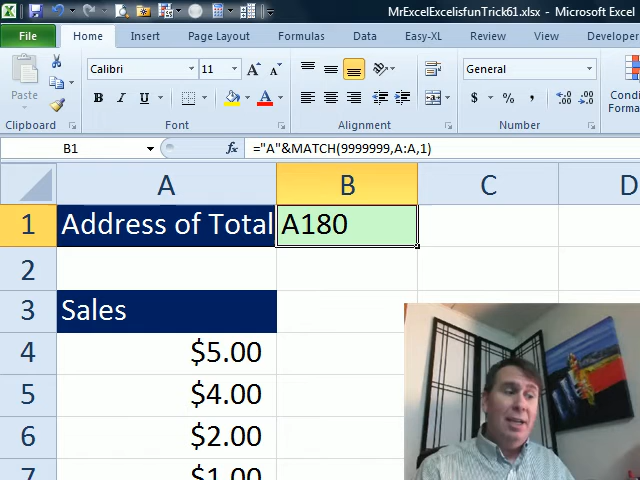 MrExcelExcelisfunTrick61.xlsx - Microsoft Excel
File Home Insert Page Layout Formulas Data Easy-XL Review View Developer
Paste Calibri 11 General
B I U $ % ,
Clipboard Font Alignment Number
B1 fx ="A"&MATCH(9999999,A:A,1)
A B C D
1 Address of Total A180
2
3 Sales
4 $5.00
5 $4.00
6 $2.00
7 $1.00